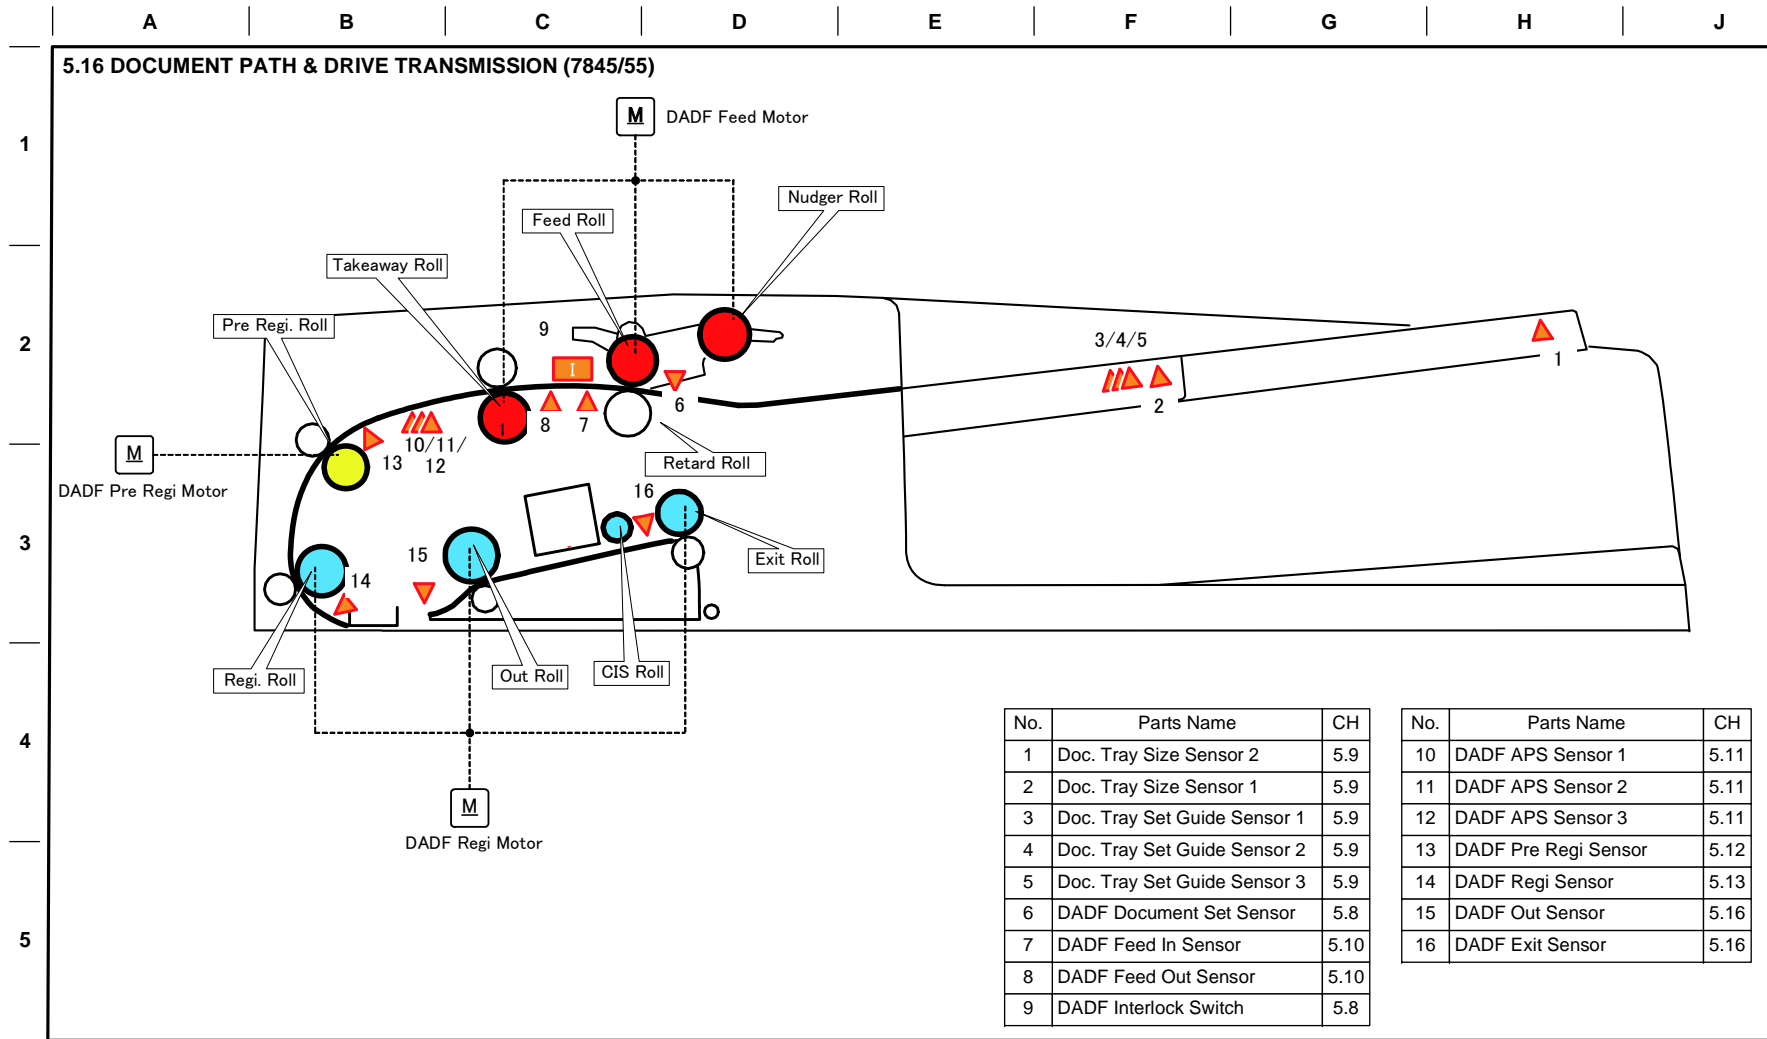 A B C D E F G H J
5.16 DOCUMENT PATH & DRIVE TRANSMISSION (7845/55)
M DADF Feed Motor
1
Nudger Roll
Feed Roll
Takeaway Roll
Pre Regi. Roll
9
2
3/4/5
1
I
6
2
1
8 7
10/11/
12
13
M
DADF Pre Regi Motor
Retard Roll
16
3
15
Exit Roll
14
Regi. Roll
Out Roll
CIS Roll
4
M
DADF Regi Motor
5
No. Parts Name CH
1 Doc. Tray Size Sensor 2 5.9
2 Doc. Tray Size Sensor 1 5.9
3 Doc. Tray Set Guide Sensor 1 5.9
4 Doc. Tray Set Guide Sensor 2 5.9
5 Doc. Tray Set Guide Sensor 3 5.9
6 DADF Document Set Sensor 5.8
7 DADF Feed In Sensor 5.10
8 DADF Feed Out Sensor 5.10
9 DADF Interlock Switch 5.8
No. Parts Name CH
10 DADF APS Sensor 1 5.11
11 DADF APS Sensor 2 5.11
12 DADF APS Sensor 3 5.11
13 DADF Pre Regi Sensor 5.12
14 DADF Regi Sensor 5.13
15 DADF Out Sensor 5.16
16 DADF Exit Sensor 5.16